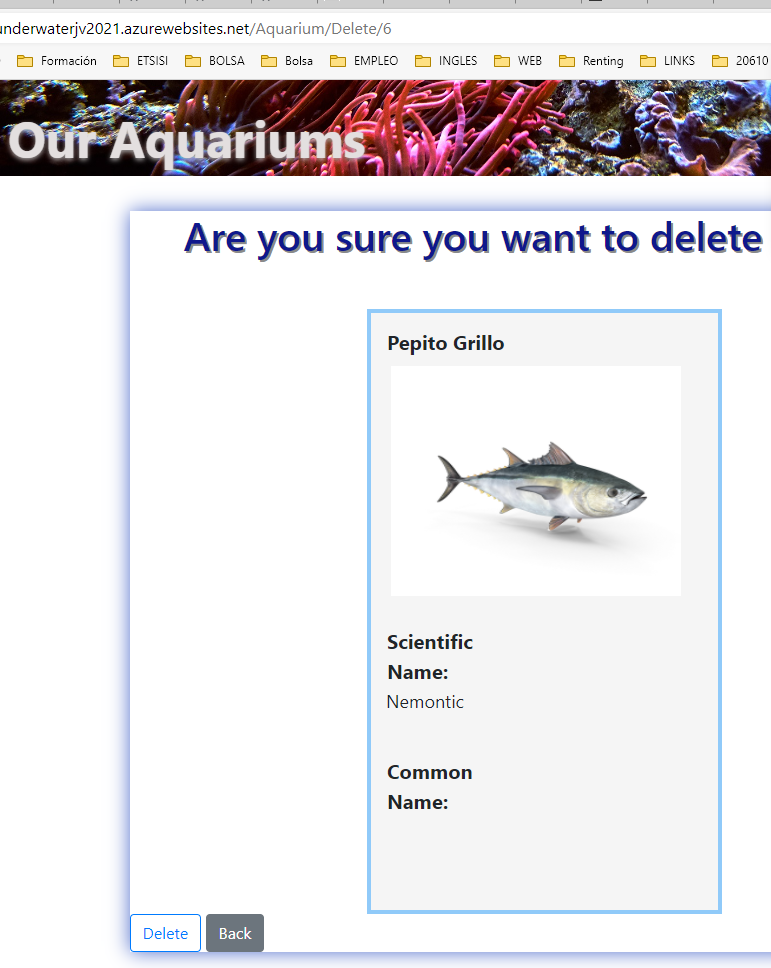 underwaterjv2021.azurewebsites.net/Aquarium/Delete/6
Formación ETSISI BOLSA Bolsa EMPLEO INGLES WEB Renting LINKS 20610
Our Aquariums
Are you sure you want to delete
Pepito Grillo
Scientific
Name:
Nemontic
Common
Name:
Delete Back